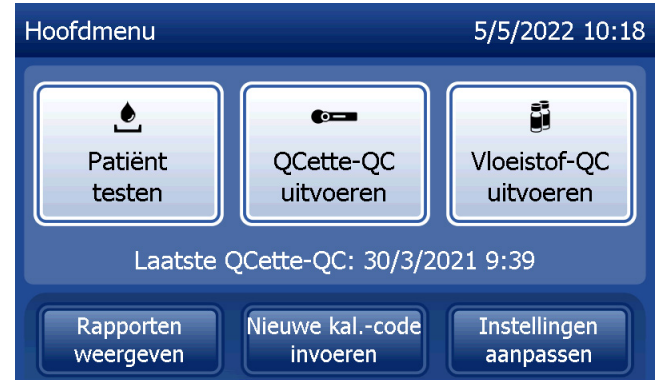 Hoofdmenu 5/5/2022 10:18
Patiënt
testen
QCette-QC
uitvoeren
Vloeistof-QC
uitvoeren
Laatste QCette-QC: 30/3/2021 9:39
Rapporten
weergeven
Nieuwe kal.-code
invoeren
Instellingen
aanpassen